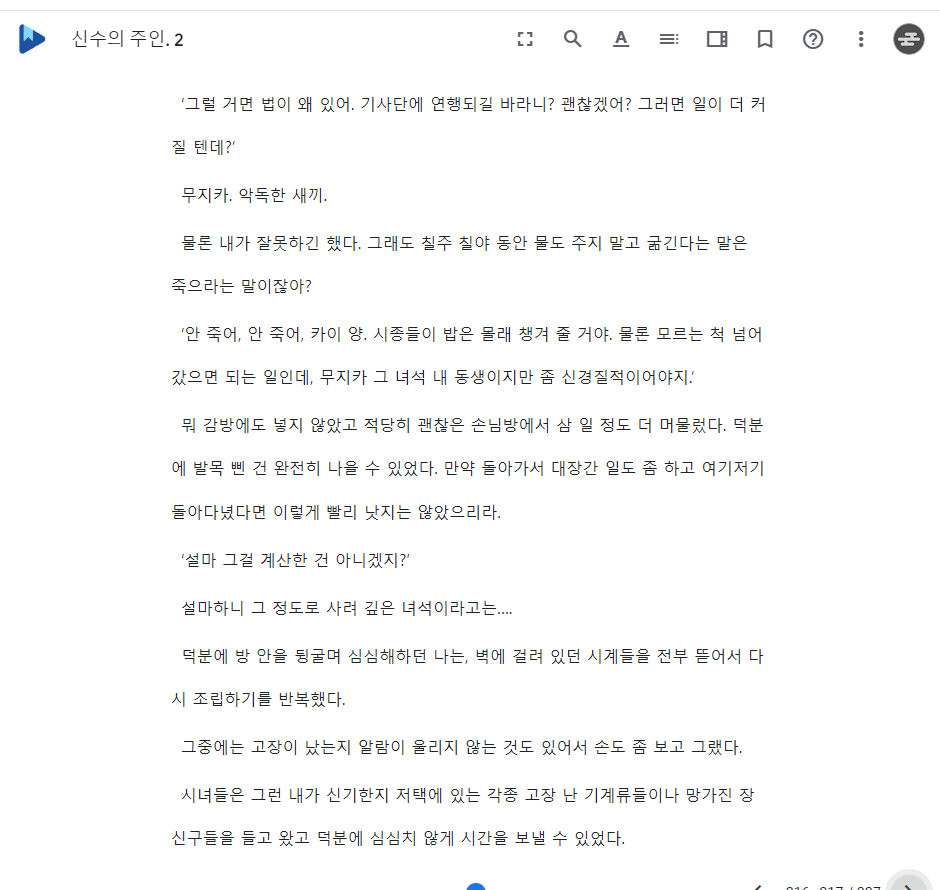 신수의 주인. 2
A
‘그럴 거면 법이 왜 있어. 기사단에 연행되길 바라니? 괜찮겠어? 그러면 일이 더 커
질 텐데?’
무지카. 악독한 새끼.
물론 내가 잘못하긴 했다. 그래도 칠주 칠야 동안 물도 주지 말고 굶긴다는 말은
죽으라는 말이잖아?
‘안 죽어, 안 죽어, 카이 양. 시종들이 밥은 몰래 챙겨 줄 거야. 물론 모르는 척 넘어
갔으면 되는 일인데, 무지카 그 녀석 내 동생이지만 좀 신경질적이어야지.’
뭐 감방에도 넣지 않았고 적당히 괜찮은 손님방에서 삼 일 정도 더 머물렀다. 덕분
에 발목 삔 건 완전히 나을 수 있었다. 만약 돌아가서 대장간 일도 좀 하고 여기저기
돌아다녔다면 이렇게 빨리 낫지는 않았으리라.
‘설마 그걸 계산한 건 아니겠지?’
설마하니 그 정도로 사려 깊은 녀석이라고는....
덕분에 방 안을 뒹굴며 심심해하던 나는, 벽에 걸려 있던 시계들을 전부 뜯어서 다
시 조립하기를 반복했다.
그중에는 고장이 났는지 알람이 울리지 않는 것도 있어서 손도 좀 보고 그랬다.
시녀들은 그런 내가 신기한지 저택에 있는 각종 고장 난 기계류들이나 망가진 장
신구들을 들고 왔고 덕분에 심심치 않게 시간을 보낼 수 있었다.